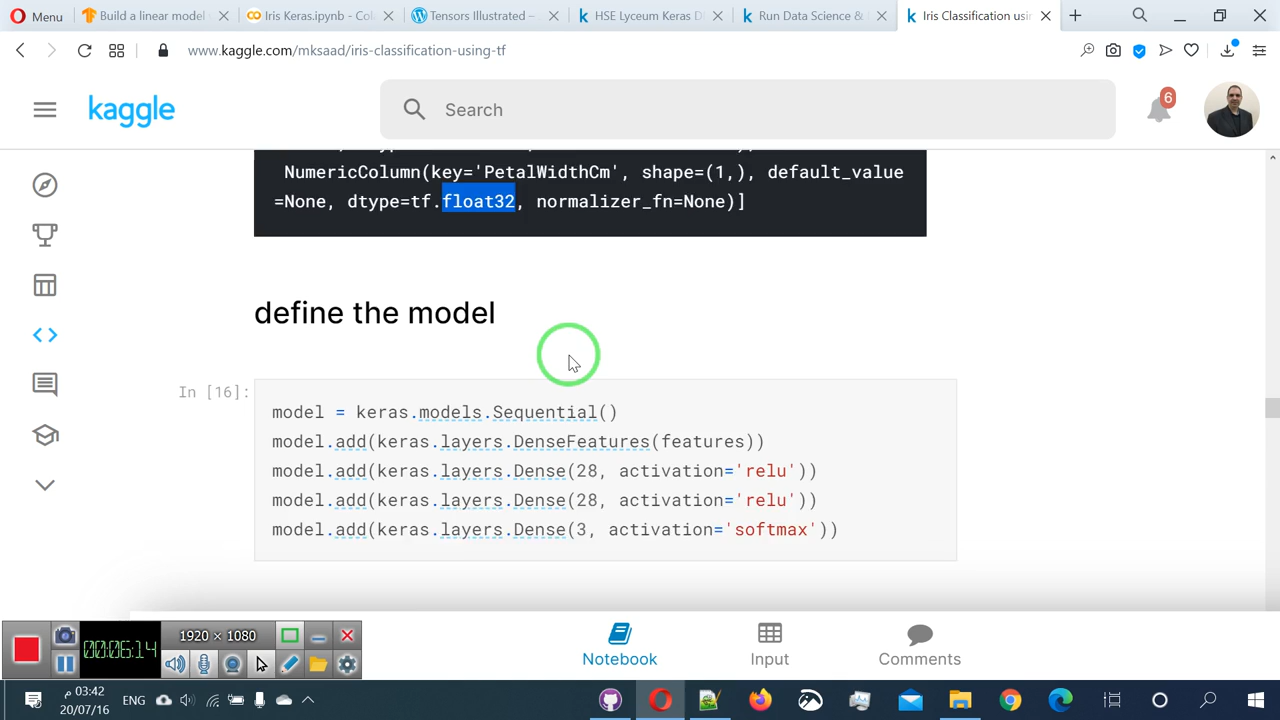 Menu
Build a linear model
Iris Keras.ipynb - Col
Tensors Illustrated –
HSE Lyceum Keras D
Run Data Science &
Iris Classification usin
www.kaggle.com/mksaad/iris-classification-using-tf
kaggle
Search
6
NumericColumn(key='PetalWidthCm', shape=(1,), default_value
=None, dtype=tf.float32, normalizer_fn=None)]
define the model
In [16]:
model = keras.models.Sequential()
model.add(keras.layers.DenseFeatures(features))
model.add(keras.layers.Dense(28, activation='relu'))
model.add(keras.layers.Dense(28, activation='relu'))
model.add(keras.layers.Dense(3, activation='softmax'))
00:06:14
1920 × 1080
Notebook
Input
Comments
ENG
03:42 م
20/07/16